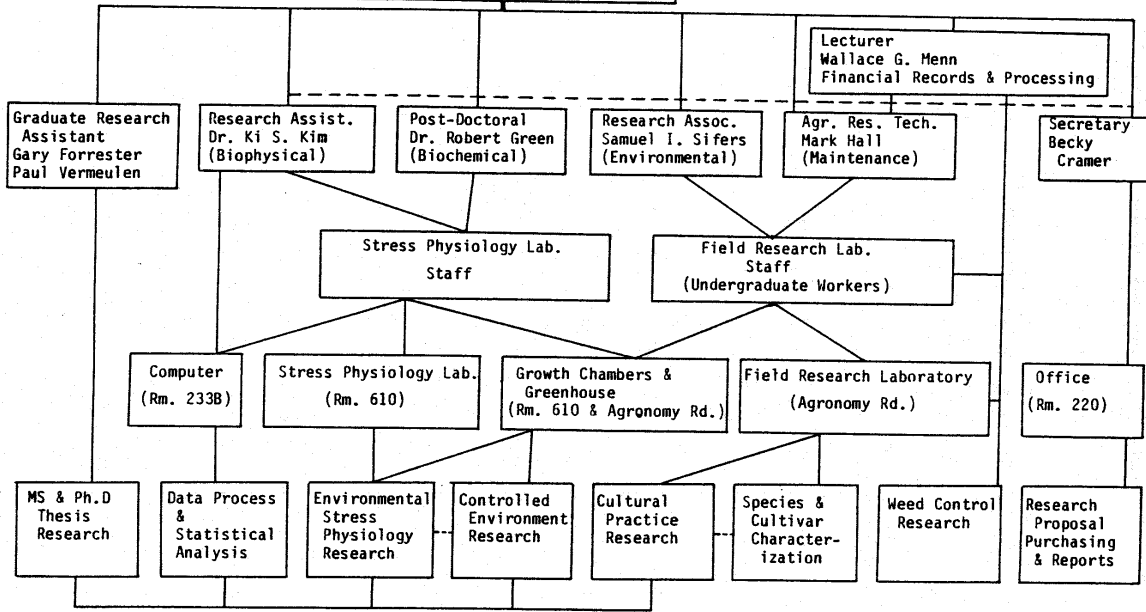 Lecturer
Wallace G. Menn
Financial Records & Processing
Graduate Research
Assistant
Gary Forrester
Paul Vermeulen
Research Assist.
Dr. Ki S. Kim
(Biophysical)
Post-Doctoral
Dr. Robert Green
(Biochemical)
Research Assoc.
Samuel I. Sifers
(Environmental)
Agr. Res. Tech.
Mark Hall
(Maintenance)
Secretary
Becky
Cramer
Stress Physiology Lab.
Staff
Field Research Lab.
Staff
(Undergraduate Workers)
Computer
(Rm. 233B)
Stress Physiology Lab.
(Rm. 610)
Growth Chambers &
Greenhouse
(Rm. 610 & Agronomy Rd.)
Field Research Laboratory
(Agronomy Rd.)
Office
(Rm. 220)
MS & Ph.D
Thesis
Research
Data Process
&
Statistical
Analysis
Environmental
Stress
Physiology
Research
Controlled
Environment
Research
Cultural
Practice
Research
Species &
Cultivar
Character-
ization
Weed Control
Research
Research
Proposal
Purchasing
& Reports